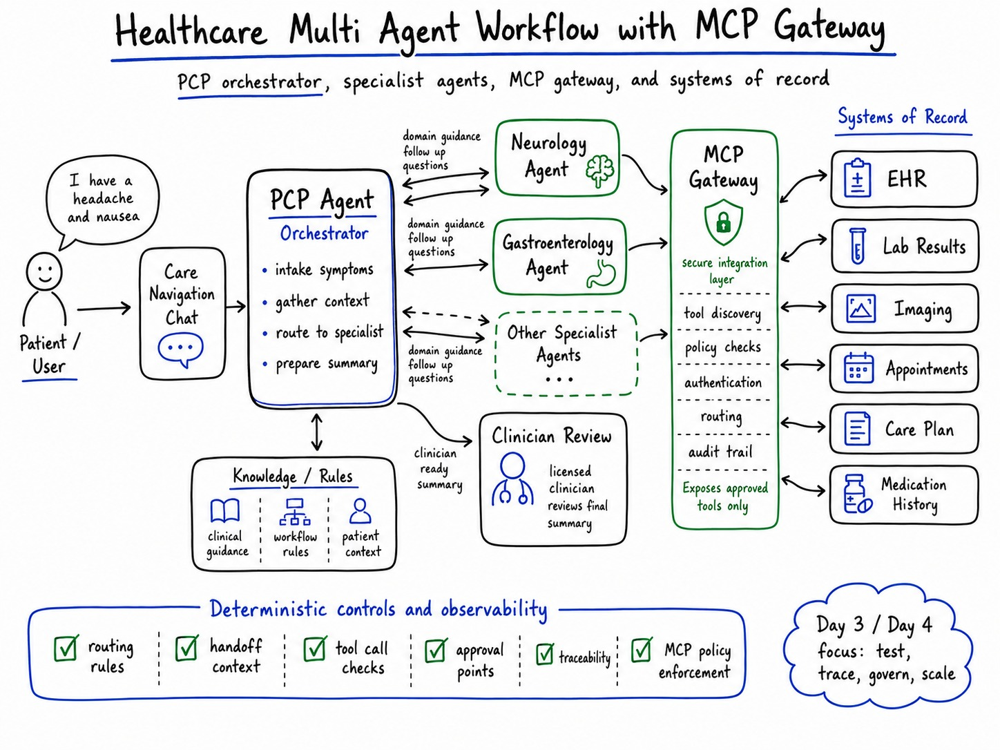 Healthcare Multi Agent Workflow with MCP Gateway
PCP orchestrator, specialist agents, MCP gateway, and systems of record
I have a
headache
and nausea
Patient /
User
Care
Navigation
Chat
PCP Agent
Orchestrator
• intake symptoms
• gather context
• route to specialist
• prepare summary
domain guidance
follow up
questions
domain guidance
follow up
questions
domain guidance
follow up
questions
Neurology
Agent
Gastroenterology
Agent
Other Specialist
Agents
...
Knowledge / Rules
clinical
guidance
workflow
rules
patient
context
clinician
ready
summary
Clinician Review
licensed
clinician
reviews final
summary
MCP
Gateway
secure integration
layer
tool discovery
policy checks
authentication
routing
audit trail
Exposes approved
tools only
Systems of Record
EHR
Lab Results
Imaging
Appointments
Care Plan
Medication
History
Deterministic controls and observability
routing
rules
handoff
context
tool call
checks
approval
points
traceability
MCP policy
enforcement
Day 3 / Day 4
focus: test,
trace, govern, scale